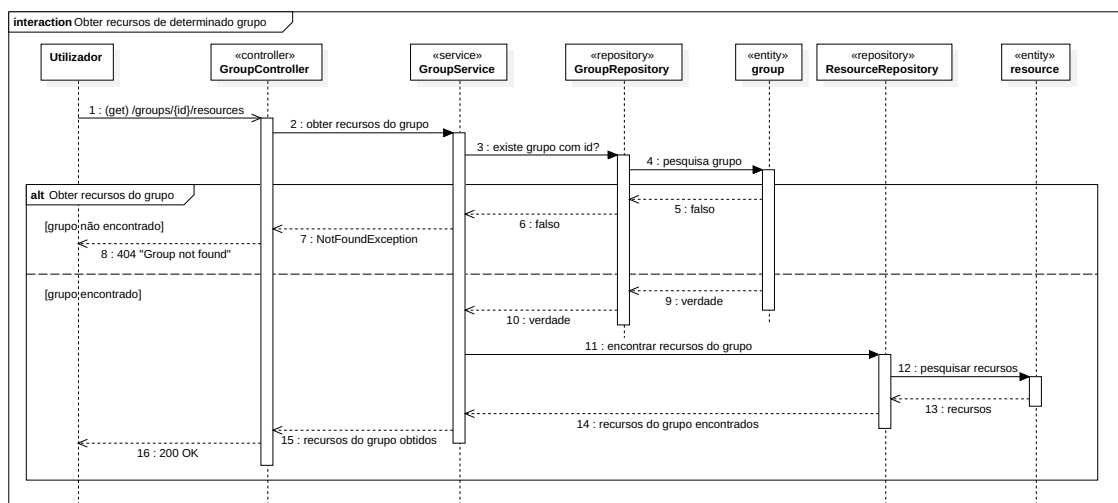 interaction Obter recursos de determinado grupo
Utilizador
«controller»
GroupController
«service»
GroupService
«repository»
GroupRepository
«entity»
group
«repository»
ResourceRepository
«entity»
resource
1 : (get) /groups/{id}/resources
2 : obter recursos do grupo
3 : existe grupo com id?
4 : pesquisa grupo
alt Obter recursos do grupo
5 : falso
6 : falso
[grupo não encontrado]
7 : NotFoundException
8 : 404 "Group not found"
[grupo encontrado]
9 : verdade
10 : verdade
11 : encontrar recursos do grupo
12 : pesquisar recursos
13 : recursos
14 : recursos do grupo encontrados
15 : recursos do grupo obtidos
16 : 200 OK